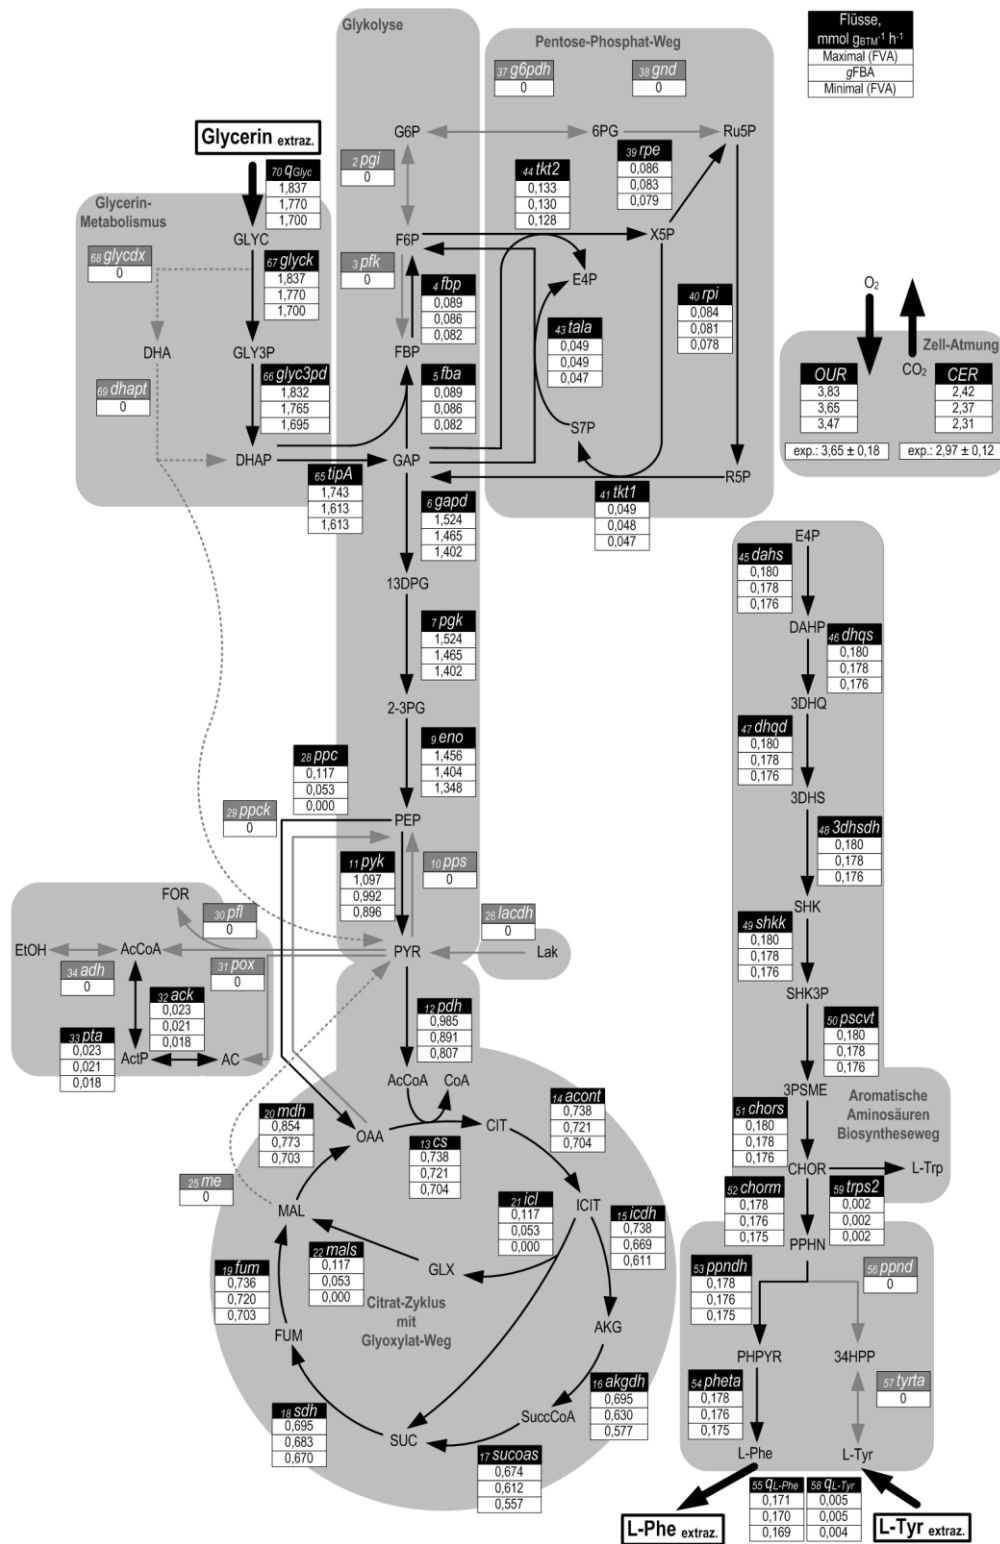 Glykolyse
Pentose-Phosphat-Weg
Flüsse,
mmol gBTM-1 h-1
Maximal (FVA)
gFBA
Minimal (FVA)
37 g6pdh
0
38 gnd
0
Glycerin extraz.
G6P
6PG
Ru5P
2 pgi
0
39 rpe
0,086
0,083
0,079
44 tkt2
0,133
0,130
0,128
70 qGlyc
1,837
1,770
1,700
Glycerin-
Metabolismus
GLYC
F6P
X5P
68 glycdx
0
67 glyck
1,837
1,770
1,700
3 pfk
0
4 fbp
0,089
0,086
0,082
E4P
40 rpi
0,084
0,081
0,078
O2
43 tala
0,049
0,049
0,047
DHA
GLY3P
FBP
Zell-Atmung
CO2
OUR
3,83
3,65
3,47
CER
2,42
2,37
2,31
exp.: 3,65 ± 0,18
exp.: 2,97 ± 0,12
69 dhapt
0
66 glyc3pd
1,832
1,765
1,695
5 fba
0,089
0,086
0,082
S7P
DHAP
GAP
R5P
65 tipA
1,743
1,613
1,613
6 gapd
1,524
1,465
1,402
41 tkt1
0,049
0,048
0,047
E4P
45 dahs
0,180
0,178
0,176
13DPG
DAHP
46 dhqs
0,180
0,178
0,176
7 pgk
1,524
1,465
1,402
3DHQ
2-3PG
47 dhqd
0,180
0,178
0,176
9 eno
1,456
1,404
1,348
28 ppc
0,117
0,053
0,000
3DHS
29 ppck
0
PEP
48 3dhsdh
0,180
0,178
0,176
11 pyk
1,097
0,992
0,896
10 pps
0
FOR
30 pfl
0
26 lacdh
0
SHK
49 shkk
0,180
0,178
0,176
EtOH
AcCoA
PYR
Lak
34 adh
0
31 pox
0
32 ack
0,023
0,021
0,018
SHK3P
12 pdh
0,985
0,891
0,807
50 pscvt
0,180
0,178
0,176
33 pta
0,023
0,021
0,018
ActP
AC
AcCoA
CoA
3PSME
Aromatische
Aminosäuren
Biosyntheseweg
14 acont
0,738
0,721
0,704
51 chors
0,180
0,178
0,176
20 mdh
0,854
0,773
0,703
OAA
CIT
13 cs
0,738
0,721
0,704
CHOR
L-Trp
25 me
0
21 icl
0,117
0,053
0,000
52 chorm
0,178
0,176
0,175
59 trps2
0,002
0,002
0,002
MAL
ICIT
15 icdh
0,738
0,669
0,611
22 mals
0,117
0,053
0,000
PPHN
19 fum
0,736
0,720
0,703
GLX
53 ppndh
0,178
0,176
0,175
56 ppnd
0
Citrat-Zyklus
mit
Glyoxylat-Weg
FUM
AKG
PHPYR
34HPP
16 akgdh
0,695
0,630
0,577
54 pheta
0,178
0,176
0,175
57 tyrta
0
18 sdh
0,695
0,683
0,670
SuccCoA
SUC
17 sucoas
0,674
0,612
0,557
L-Phe
L-Tyr
55 qL-Phe
0,171
0,170
0,169
58 qL-Tyr
0,005
0,005
0,004
L-Phe extraz.
L-Tyr extraz.